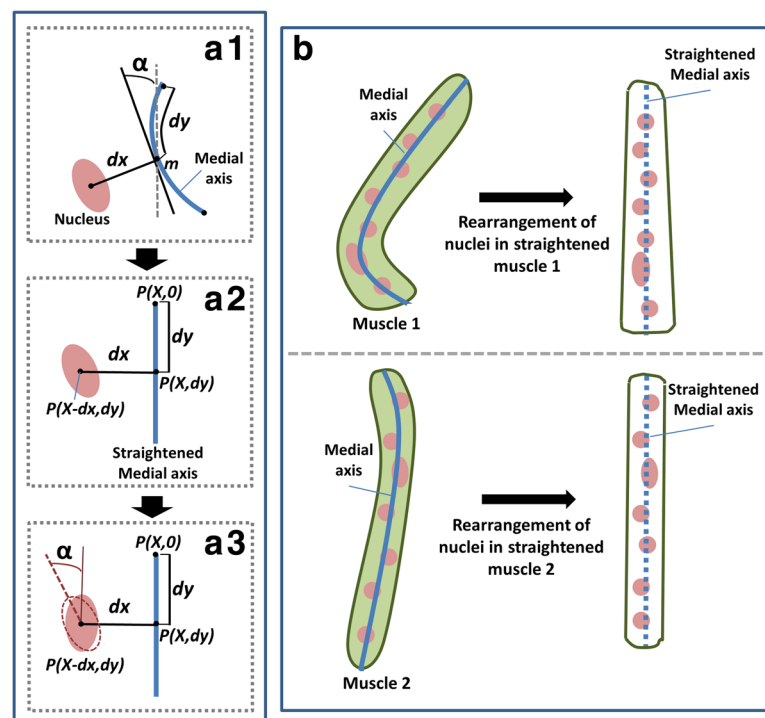 a1
α
dy
dx
m
Medial
axis
Nucleus
a2
P(X,0)
dy
dx
P(X-dx,dy)
P(X,dy)
Straightened
Medial axis
a3
α
P(X,0)
dy
dx
P(X,dy)
P(X-dx,dy)
b
Medial
axis
Straightened
Medial axis
Rearrangement of
nuclei in straightened
muscle 1
Muscle 1
Medial
axis
Straightened
Medial axis
Rearrangement of
nuclei in straightened
muscle 2
Muscle 2